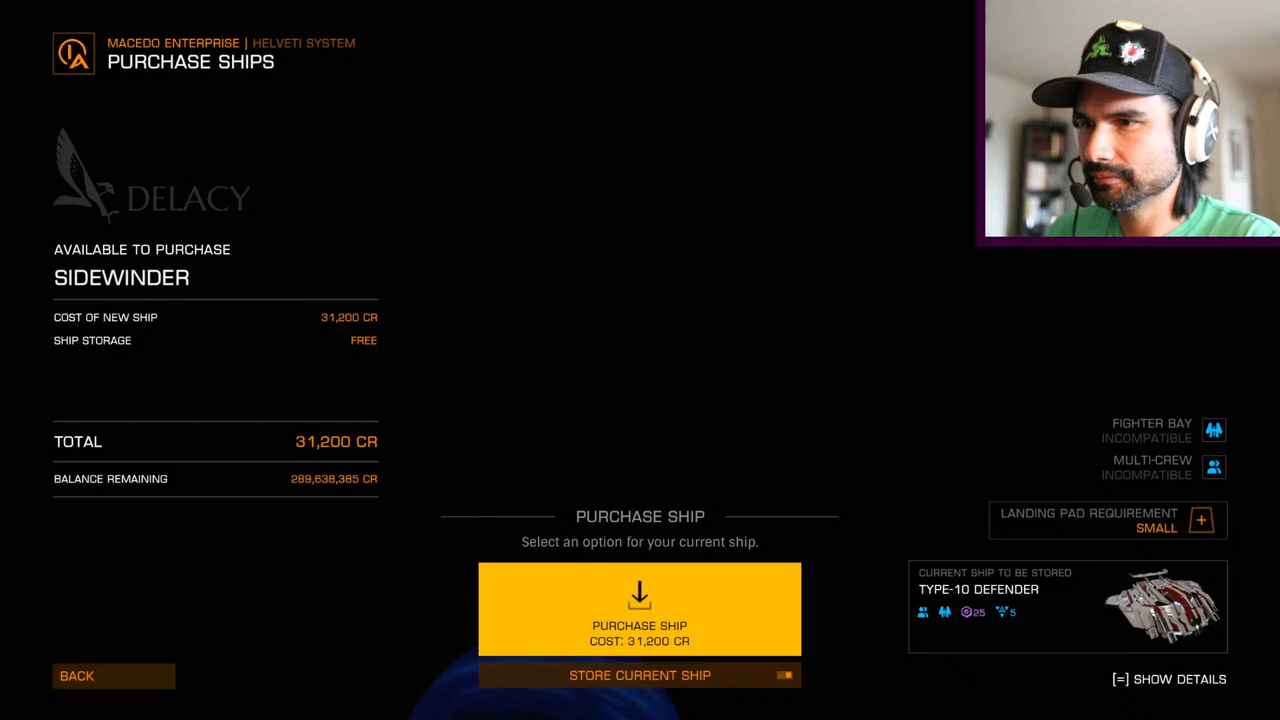 MACEDO ENTERPRISE | HELVETI SYSTEM
PURCHASE SHIPS
DELACY
AVAILABLE TO PURCHASE
SIDEWINDER
COST OF NEW SHIP 31,200 CR
SHIP STORAGE FREE
TOTAL 31,200 CR
BALANCE REMAINING 289,638,385 CR
PURCHASE SHIP
Select an option for your current ship.
PURCHASE SHIP
COST: 31,200 CR
STORE CURRENT SHIP
BACK
FIGHTER BAY
INCOMPATIBLE
MULTI-CREW
INCOMPATIBLE
LANDING PAD REQUIREMENT
SMALL
CURRENT SHIP TO BE STORED
TYPE-10 DEFENDER
25 5
[=] SHOW DETAILS